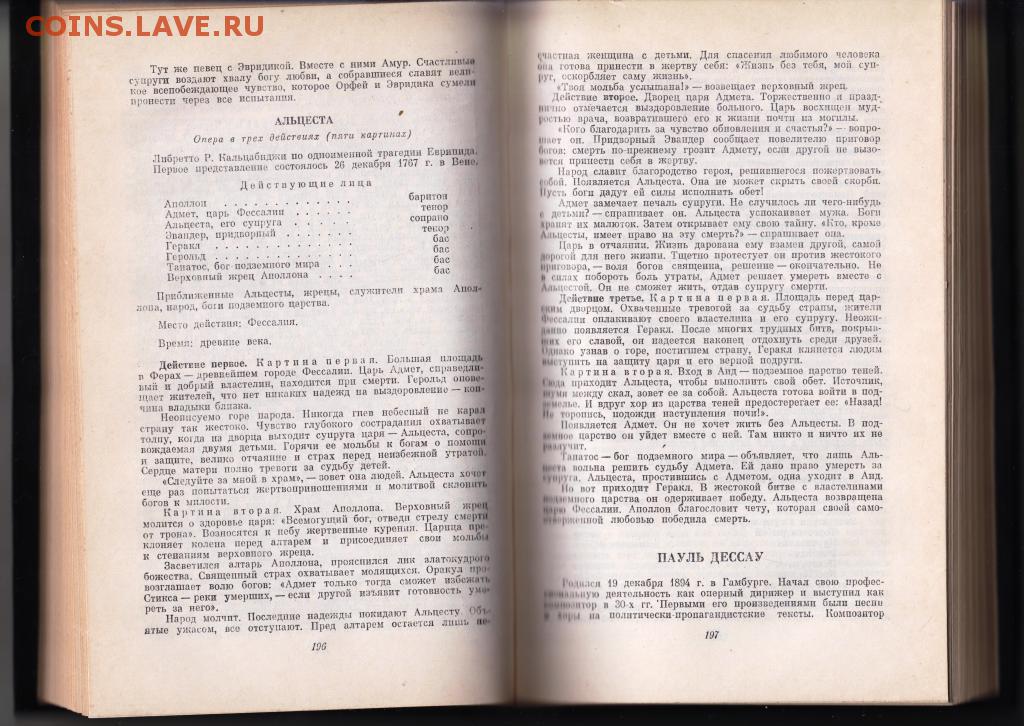 COINS.LAVE.RU
Тут же певец с Эвридикой. Вместе с ними Амур. Счастливые
супруги воздают хвалу богу любви, а собравшиеся славят вели-
кое всепобеждающее чувство, которое Орфей и Эвридика сумели
пронести через все испытания.
АЛЬЦЕСТА
Опера в трех действиях (пяти картинах)
Либретто Р. Кальцабиджи по одноименной трагедии Еврипида.
Первое представление состоялось 26 декабря 1767 г. в Вене.
Действующие лица
Аполлон . . . . . . . . . . . . . баритон
Адмет, царь Фессалии . . . . . . тенор
Альцеста, его супруга . . . . . . сопрано
Эвандер, придворный . . . . . . . тенор
Геракл . . . . . . . . . . . . . . бас
Герольд . . . . . . . . . . . . . бас
Танатос, бог подземного мира . . . бас
Верховный жрец Аполлона . . . . бас
Приближенные Альцесты, жрецы, служители храма Апол-
лона, народ, боги подземного царства.
Место действия: Фессалия.
Время: древние века.
Действие первое. Картина первая. Большая площадь
в Ферах — древнейшем городе Фессалии. Царь Адмет, справедли-
вый и добрый властелин, находится при смерти. Герольд опове-
щает жителей, что нет никаких надежд на выздоровление — кон-
чина владыки близка.
Неописуемо горе народа. Никогда гнев небесный не карал
страну так жестоко. Чувство глубокого сострадания охватывает
толпу, когда из дворца выходит супруга царя — Альцеста, сопро-
вождаемая двумя детьми. Горячи ее мольбы к богам о помощи
и защите, велико отчаяние и страх перед неизбежной утратой.
Сердце матери полно тревоги за судьбу детей.
«Следуйте за мной в храм», — зовет она людей. Альцеста хочет
еще раз попытаться жертвоприношениями и молитвой склонить
богов к милости.
Картина вторая. Храм Аполлона. Верховный жрец
молится о здоровье царя: «Всемогущий бог, отведи стрелу смерти
от трона». Возносятся к небу жертвенные курения. Царица пре-
клоняет колена перед алтарем и присоединяет свои мольбы
к стенаниям верховного жреца.
Засветился алтарь Аполлона, прояснился лик златокудрого
божества. Священный страх охватывает молящихся. Оракул про-
возглашает волю богов: «Адмет только тогда сможет избежать
Стикса — реки умерших, — если другой изъявит готовность уме-
реть за него».
Народ молчит. Последние надежды покидают Альцесту. Объ-
ятые ужасом, все отступают. Пред алтарем остается лишь не-
196
счастная женщина с детьми. Для спасения любимого человека
она готова принести в жертву себя: «Жизнь без тебя, мой суп-
руг, оскорбляет саму жизнь».
«Твоя мольба услышана!» — возвещает верховный жрец.
Действие второе. Дворец царя Адмета. Торжественно и празд-
нично отмечается выздоровление больного. Царь восхищен муд-
ростью врача, возвратившего его к жизни почти из могилы.
«Кого благодарить за чувство обновления и счастья?» — вопро-
шает он. Придворный Эвандер сообщает повелителю приговор
богов: смерть по-прежнему грозит Адмету, если другой не вызо-
вется принести себя в жертву.
Народ славит благородство героя, решившегося пожертвовать
собой. Появляется Альцеста. Она не может скрыть своей скорби.
Пусть боги дадут ей силы исполнить обет!
Адмет замечает печаль супруги. Не случилось ли чего-нибудь
с детьми? — спрашивает он. Альцеста успокаивает мужа. Боги
хранят их малюток. Затем открывает ему свою тайну. «Кто, кроме
Альцесты, имеет право на эту смерть?» — спрашивает она.
Царь в отчаянии. Жизнь дарована ему взамен другой, самой
дорогой для него жизни. Тщетно протестует он против жестокого
приговора, — воля богов священна, решение — окончательно. Не
в силах побороть боль утраты, Адмет решает умереть вместе с
Альцестой. Он не сможет жить, отдав супругу смерти.
Действие третье. Картина первая. Площадь перед цар-
ским дворцом. Охваченные тревогой за судьбу страны, жители
Фессалии оплакивают своего властелина и его супругу. Неожи-
данно появляется Геракл. После многих трудных битв, покрыв-
ших его славой, он надеется наконец отдохнуть среди друзей.
Однако узнав о горе, постигшем страну, Геракл клянется людям
выступить на защиту царя и его верной подруги.
Картина вторая. Вход в Аид — подземное царство теней.
Сюда приходит Альцеста, чтобы выполнить свой обет. Источник,
шумя между скал, зовет ее за собой. Альцеста готова войти в под-
земелье. И вдруг хор из царства теней предостерегает ее: «Назад!
Не торопись, подожди наступления ночи!».
Появляется Адмет. Он не хочет жить без Альцесты. В под-
земное царство он уйдет вместе с ней. Там никто и ничто их не
разлучит.
Танатос — бог подземного мира — объявляет, что лишь Аль-
цеста вольна решить судьбу Адмета. Ей дано право умереть за
супруга. Альцеста, простившись с Адметом, одна уходит в Аид.
Но вот приходит Геракл. В жестокой битве с властелинами
подземного царства он одерживает победу. Альцеста возвращена
царю Фессалии. Аполлон благословит чету, которая своей само-
отверженной любовью победила смерть.
ПАУЛЬ ДЕССАУ
Родился 19 декабря 1894 г. в Гамбурге. Начал свою профес-
сиональную деятельность как оперный дирижер и выступил как
композитор в 30-х гг. Первыми его произведениями были песни
и хоры на политически-пропагандистские тексты. Композитор
197